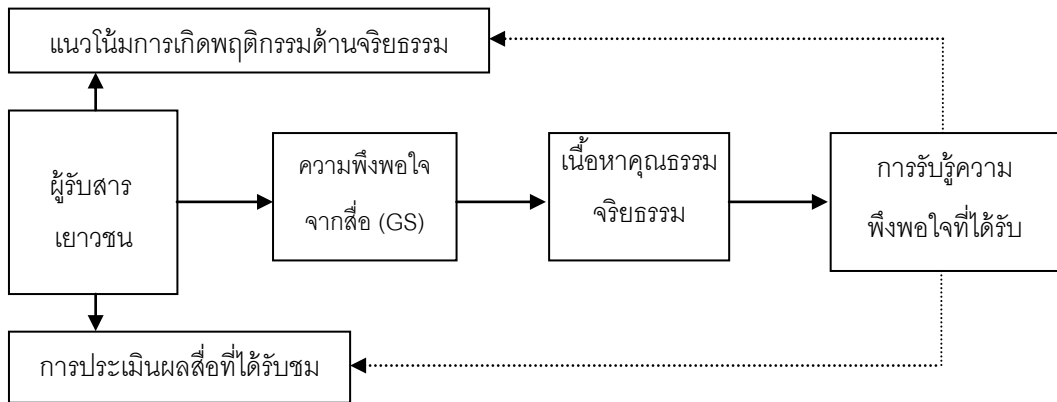 แนวโน้มการเกิดพฤติกรรมด้านจริยธรรม
ผู้รับสาร
เยาวชน
ความพึงพอใจ
จากสื่อ (GS)
เนื้อหาคุณธรรม
จริยธรรม
การรับรู้ความ
พึงพอใจที่ได้รับ
การประเมินผลสื่อที่ได้รับชม